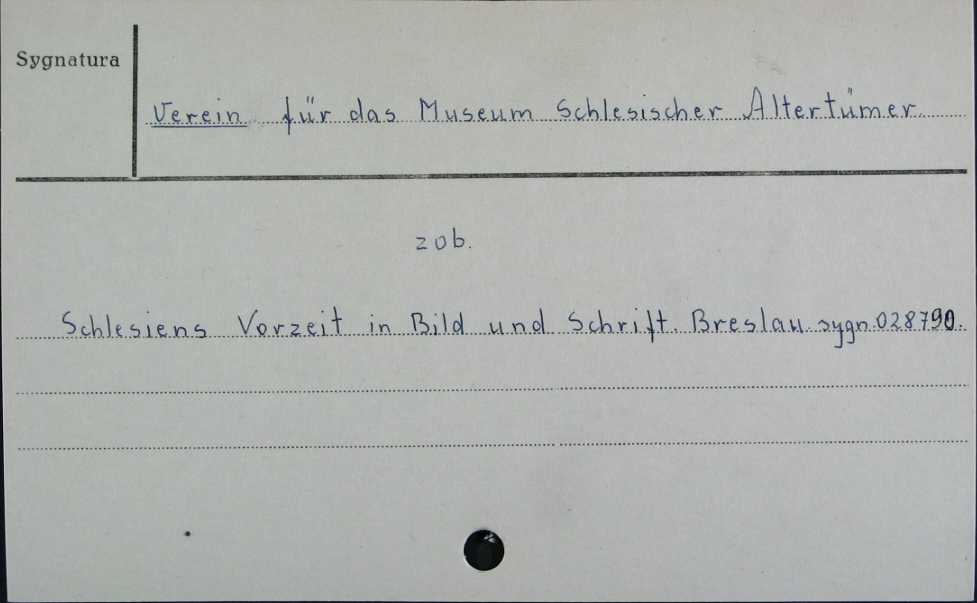 Sygnatura
Verein für das Museum Schlesischer Altertümer.
zob.
Schlesiens Vorzeit in Bild und Schrift. Breslau sygn. 028790.